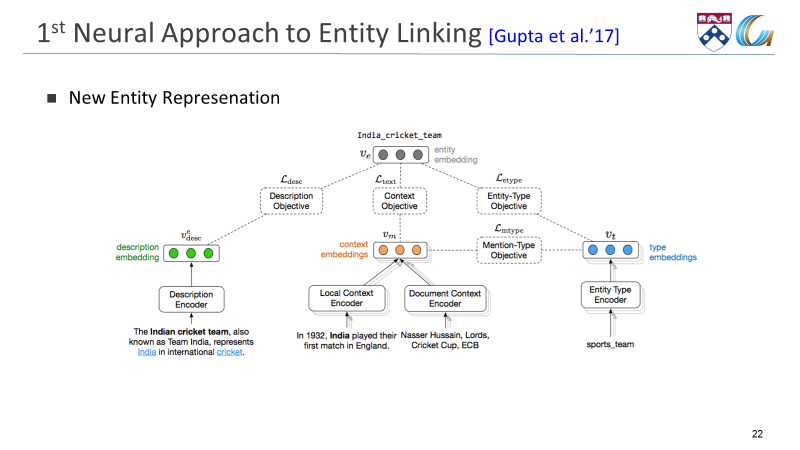 1st Neural Approach to Entity Linking [Gupta et al.'17]
New Entity Represenation
India_cricket_team
v_e
entity
embedding
L_desc
L_text
L_etype
Description
Objective
Context
Objective
Entity-Type
Objective
v^e_desc
v_m
L_mtype
v_t
description
embedding
context
embeddings
Mention-Type
Objective
type
embeddings
Description
Encoder
Local Context
Encoder
Document Context
Encoder
Entity Type
Encoder
The Indian cricket team, also
known as Team India, represents
India in international cricket.
In 1932, India played their
first match in England.
Nasser Hussain, Lords,
Cricket Cup, ECB
sports_team
22